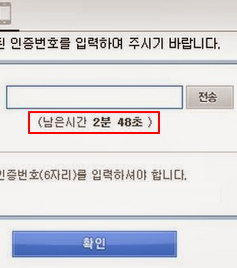 된 인증번호를 입력하여 주시기 바랍니다.
전송
(남은시간 2분 48초 )
인증번호(6자리)를 입력하셔야 합니다.
확인